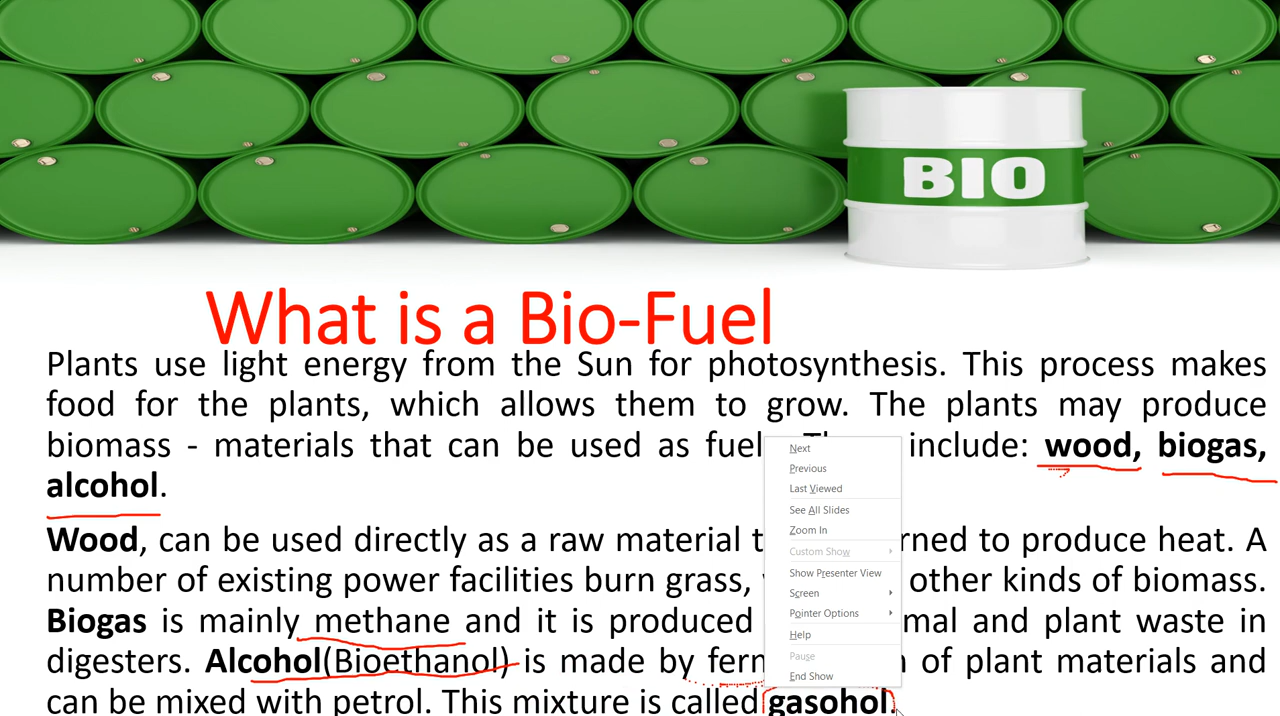 BIO
What is a Bio-Fuel
Plants use light energy from the Sun for photosynthesis. This process makes
food for the plants, which allows them to grow. The plants may produce
biomass - materials that can be used as fuel include: wood, biogas,
alcohol.
Wood, can be used directly as a raw material to produce heat. A
number of existing power facilities burn grass, other kinds of biomass.
Biogas is mainly methane and it is produced and plant waste in
digesters. Alcohol(Bioethanol) is made by of plant materials and
can be mixed with petrol. This mixture is called gasohol.
Next
Previous
Last Viewed
See All Slides
Zoom In
Custom Show
Show Presenter View
Screen
Pointer Options
Help
Pause
End Show